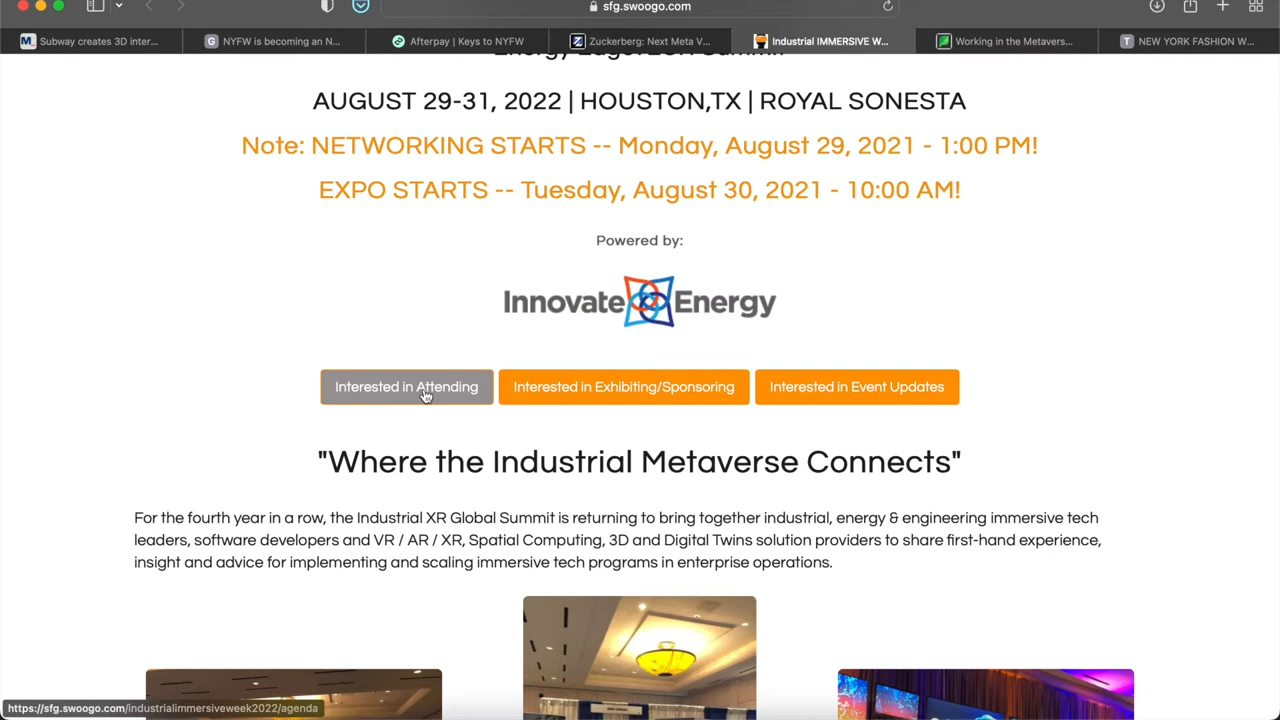 sfg.swoogo.com
Subway creates 3D inter...
NYFW is becoming an N...
Afterpay | Keys to NYFW
Zuckerberg: Next Meta V...
Industrial IMMERSIVE W...
Working in the Metavers...
NEW YORK FASHION W...
AUGUST 29-31, 2022 | HOUSTON,TX | ROYAL SONESTA
Note: NETWORKING STARTS -- Monday, August 29, 2021 - 1:00 PM!
EXPO STARTS -- Tuesday, August 30, 2021 - 10:00 AM!
Powered by:
Innovate Energy
Interested in Attending
Interested in Exhibiting/Sponsoring
Interested in Event Updates
"Where the Industrial Metaverse Connects"
For the fourth year in a row, the Industrial XR Global Summit is returning to bring together industrial, energy & engineering immersive tech
leaders, software developers and VR / AR / XR, Spatial Computing, 3D and Digital Twins solution providers to share first-hand experience,
insight and advice for implementing and scaling immersive tech programs in enterprise operations.
https://sfg.swoogo.com/industrialimmersiveweek2022/agenda